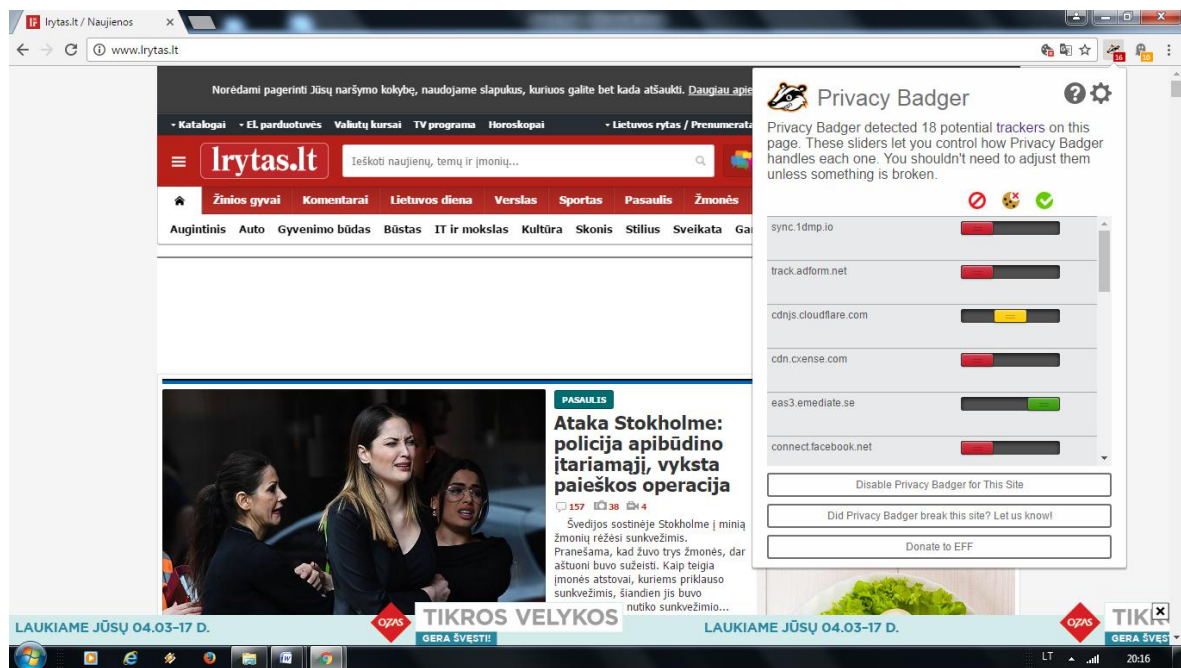 lrytas.lt / Naujienos
www.lrytas.lt
16
10
Norėdami pagerinti Jūsų naršymo kokybę, naudojame slapukus, kuriuos galite bet kada atšaukti. Daugiau apie
Katalogai El. parduotuvės Valiutų kursai TV programa Horoskopai Lietuvos rytas / Prenumerata
lrytas.lt
Ieškoti naujienų, temų ir įmonių...
Žinios gyvai Komentarai Lietuvos diena Verslas Sportas Pasaulis Žmonės
Augintinis Auto Gyvenimo būdas Būstas IT ir mokslas Kultūra Skonis Stilius Sveikata
PASAULIS
Ataka Stokholme:
policija apibūdino
įtariamąjį, vyksta
paieškos operacija
157 38 4
Švedijos sostinėje Stokholme į minią
žmonių rėžėsi sunkvežimis.
Pranešama, kad žuvo trys žmonės, dar
aštuoni buvo sužeisti. Kaip teigia
įmonės atstovai, kuriems priklauso
sunkvežimis, šiandien jis buvo
nutiko sunkvežimio...
Privacy Badger
Privacy Badger detected 18 potential trackers on this
page. These sliders let you control how Privacy Badger
handles each one. You shouldn't need to adjust them
unless something is broken.
sync.1dmp.io
track.adform.net
cdnjs.cloudflare.com
cdn.cxense.com
eas3.emediate.se
connect.facebook.net
Disable Privacy Badger for This Site
Did Privacy Badger break this site? Let us know!
Donate to EFF
LAUKIAME JŪSŲ 04.03–17 D.
OZAS
TIKROS VELYKOS
GERA ŠVĘSTI!
LAUKIAME JŪSŲ 04.03–17 D.
OZAS
LT 20:16